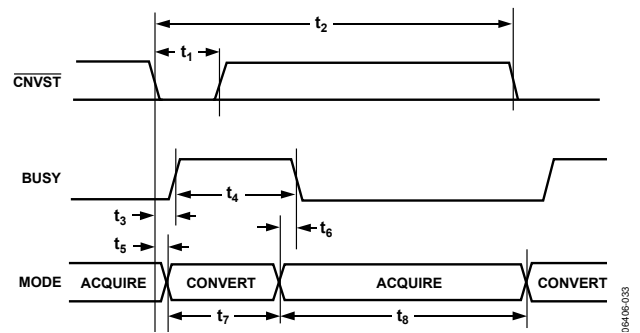 t2
t1
CNVST
BUSY
t4
t3
t6
t5
MODE ACQUIRE CONVERT ACQUIRE CONVERT
t7 t8
06406-033